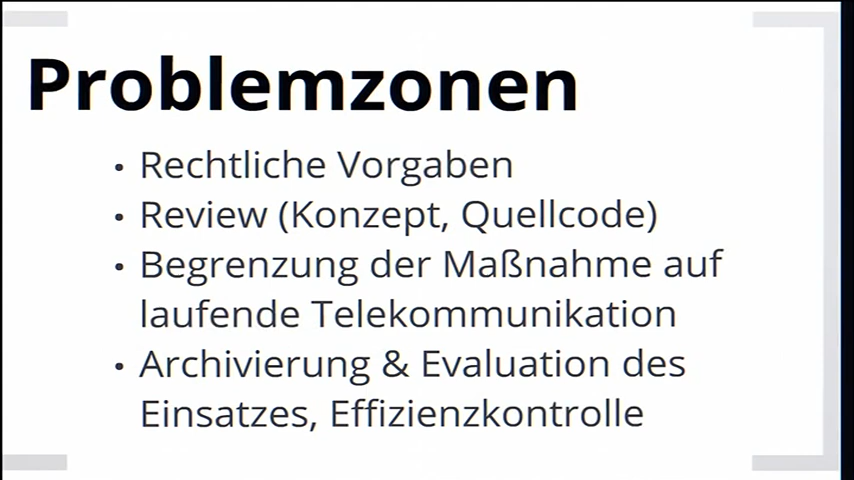 Problemzonen
• Rechtliche Vorgaben
• Review (Konzept, Quellcode)
• Begrenzung der Maßnahme auf
laufende Telekommunikation
• Archivierung & Evaluation des
Einsatzes, Effizienzkontrolle